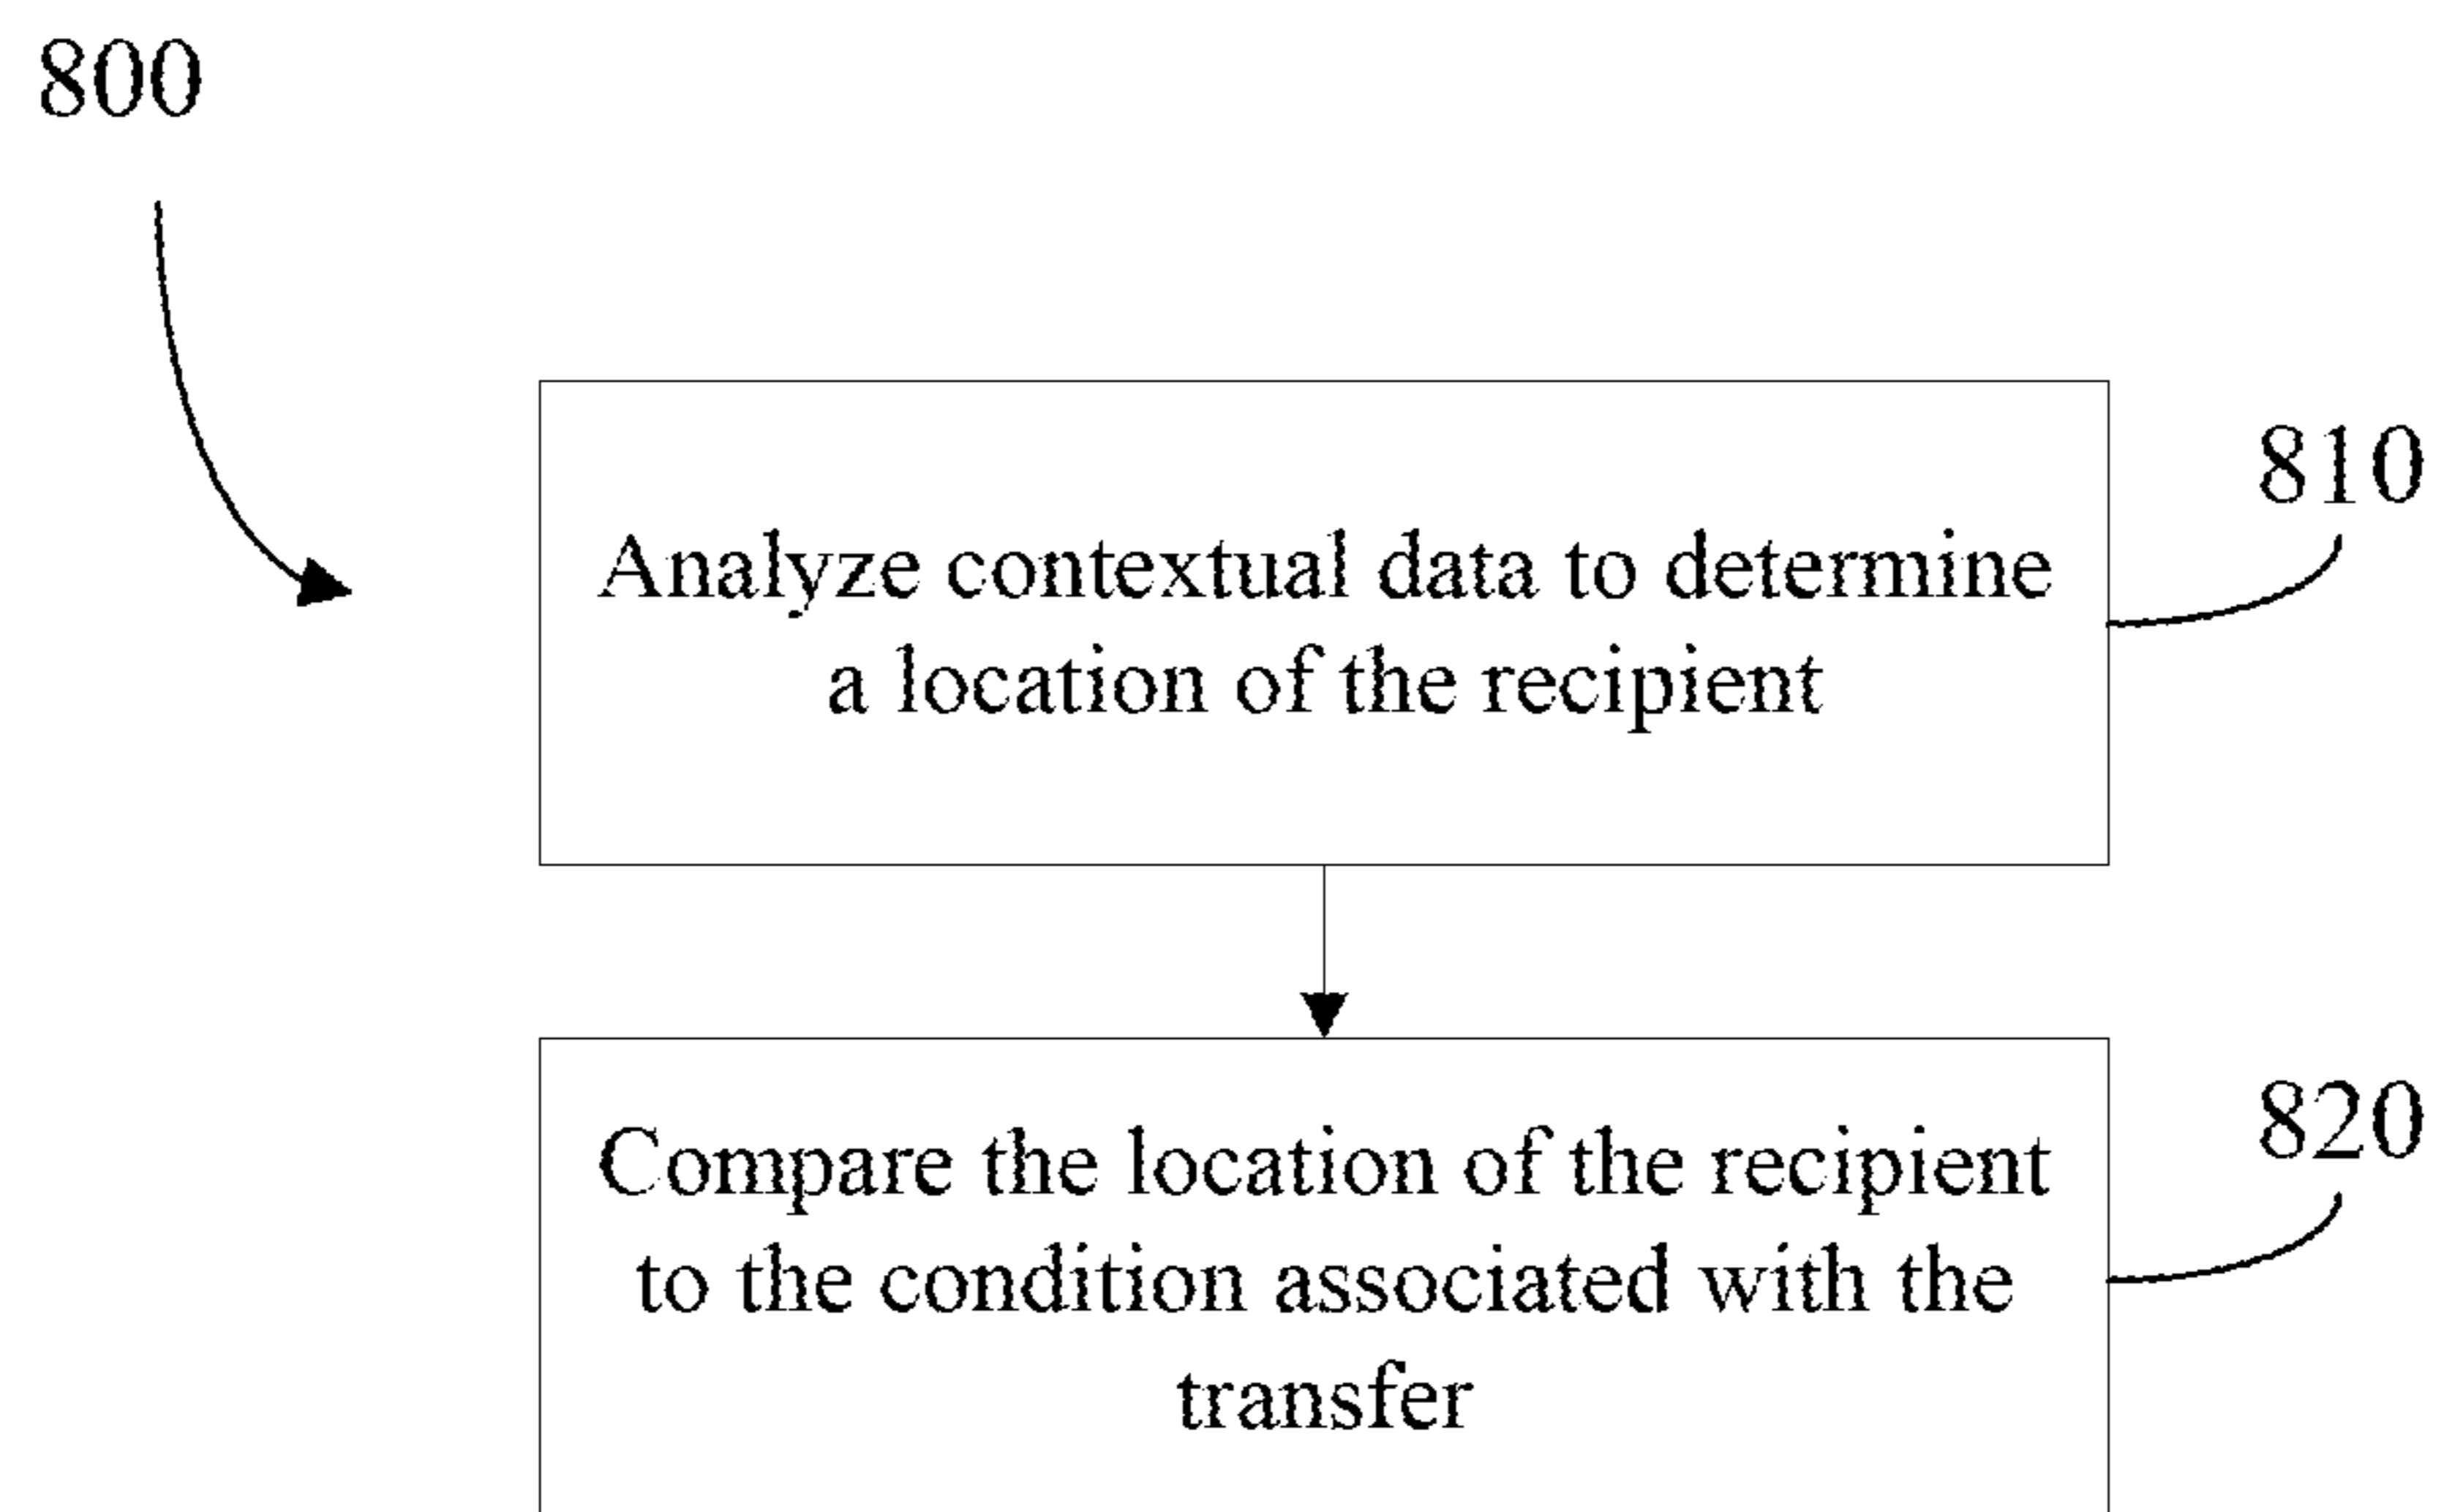 800
810
Analyze contextual data to determine
a location of the recipient
820
Compare the location of the recipient
to the condition associated with the
transfer